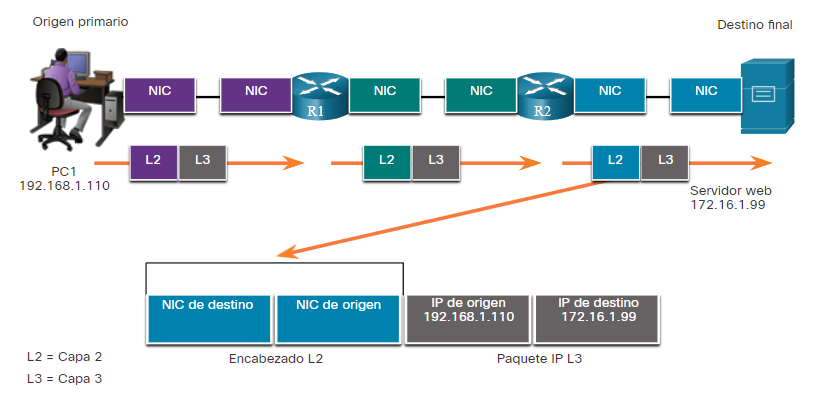 Origen primario
Destino final
NIC
NIC
R1
NIC
NIC
R2
NIC
NIC
L2
L3
L2
L3
L2
L3
PC1
192.168.1.110
Servidor web
172.16.1.99
NIC de destino
NIC de origen
IP de origen
192.168.1.110
IP de destino
172.16.1.99
Encabezado L2
Paquete IP L3
L2 = Capa 2
L3 = Capa 3